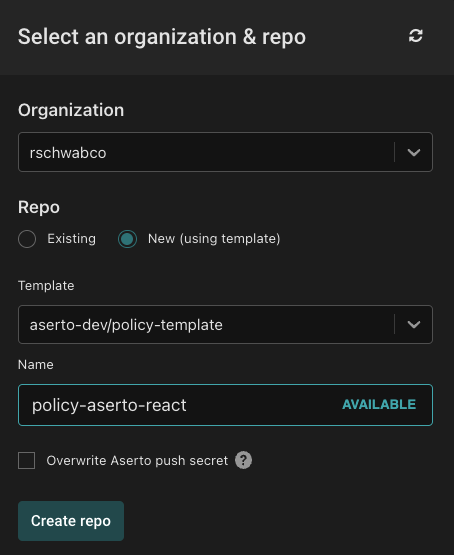 Select an organization & repo
Organization
rschwabco
Repo
Existing New (using template)
Template
aserto-dev/policy-template
Name
policy-aserto-react AVAILABLE
Overwrite Aserto push secret ?
Create repo